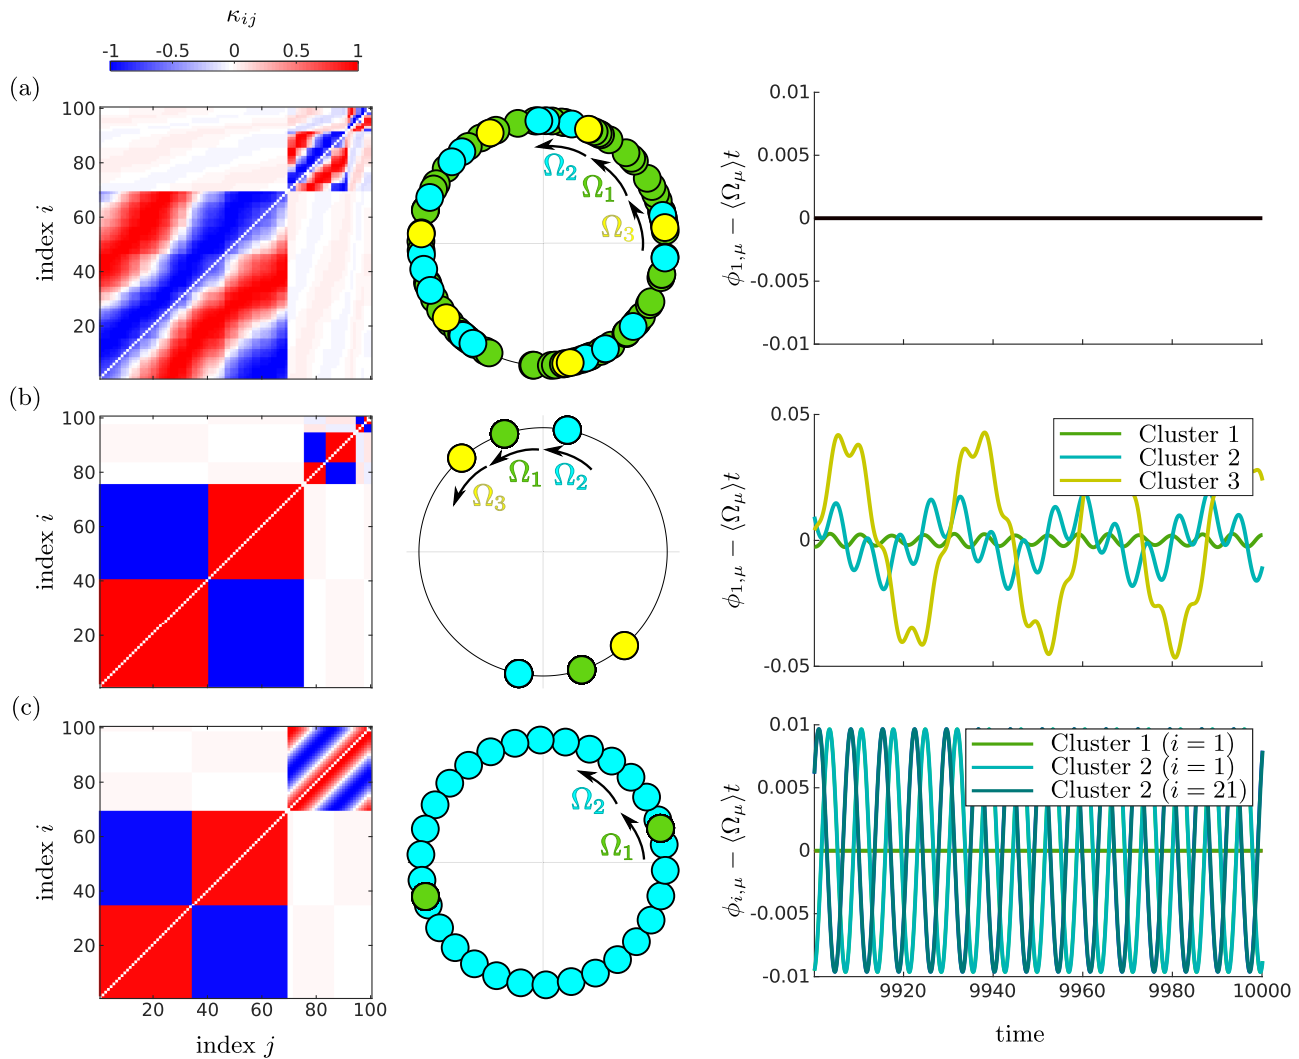 κij
-1 -0.5 0 0.5 1
(a)
100
80
60
40
20
index i
Ω2
Ω1
Ω3
0.01
0.005
0
-0.005
-0.01
ϕ1,μ − ⟨Ωμ⟩t
(b)
100
80
60
40
20
index i
Ω3
Ω1
Ω2
0.05
0
-0.05
ϕ1,μ − ⟨Ωμ⟩t
Cluster 1
Cluster 2
Cluster 3
(c)
100
80
60
40
20
index i
20 40 60 80 100
index j
Ω2
Ω1
0.01
0.005
0
-0.005
-0.01
ϕi,μ − ⟨Ωμ⟩t
Cluster 1 (i = 1)
Cluster 2 (i = 1)
Cluster 2 (i = 21)
9920 9940 9960 9980 10000
time